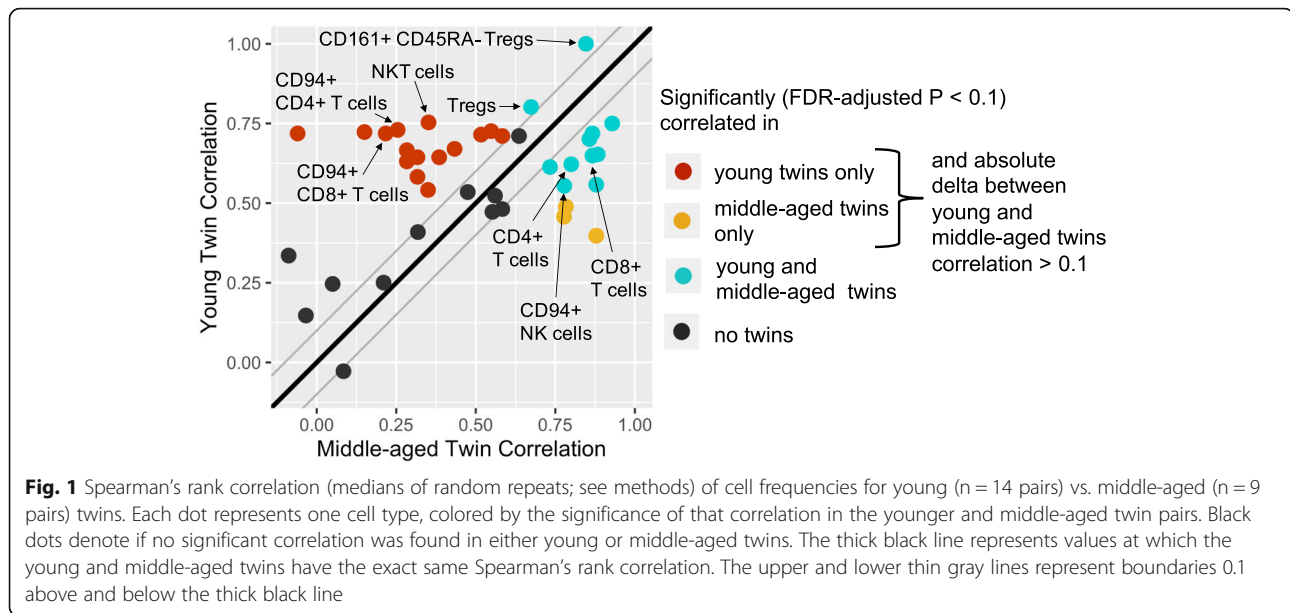 1.00
0.75
0.50
0.25
0.00
Young Twin Correlation
0.00 0.25 0.50 0.75 1.00
Middle-aged Twin Correlation
CD161+ CD45RA- Tregs
NKT cells
CD94+
CD4+ T cells
Tregs
CD94+
CD8+ T cells
CD4+
T cells
CD8+
T cells
CD94+
NK cells
Significantly (FDR-adjusted P < 0.1)
correlated in
young twins only
middle-aged twins
only
young and
middle-aged twins
no twins
and absolute
delta between
young and
middle-aged twins
correlation > 0.1
Fig. 1 Spearman's rank correlation (medians of random repeats; see methods) of cell frequencies for young (n = 14 pairs) vs. middle-aged (n = 9
pairs) twins. Each dot represents one cell type, colored by the significance of that correlation in the younger and middle-aged twin pairs. Black
dots denote if no significant correlation was found in either young or middle-aged twins. The thick black line represents values at which the
young and middle-aged twins have the exact same Spearman's rank correlation. The upper and lower thin gray lines represent boundaries 0.1
above and below the thick black line